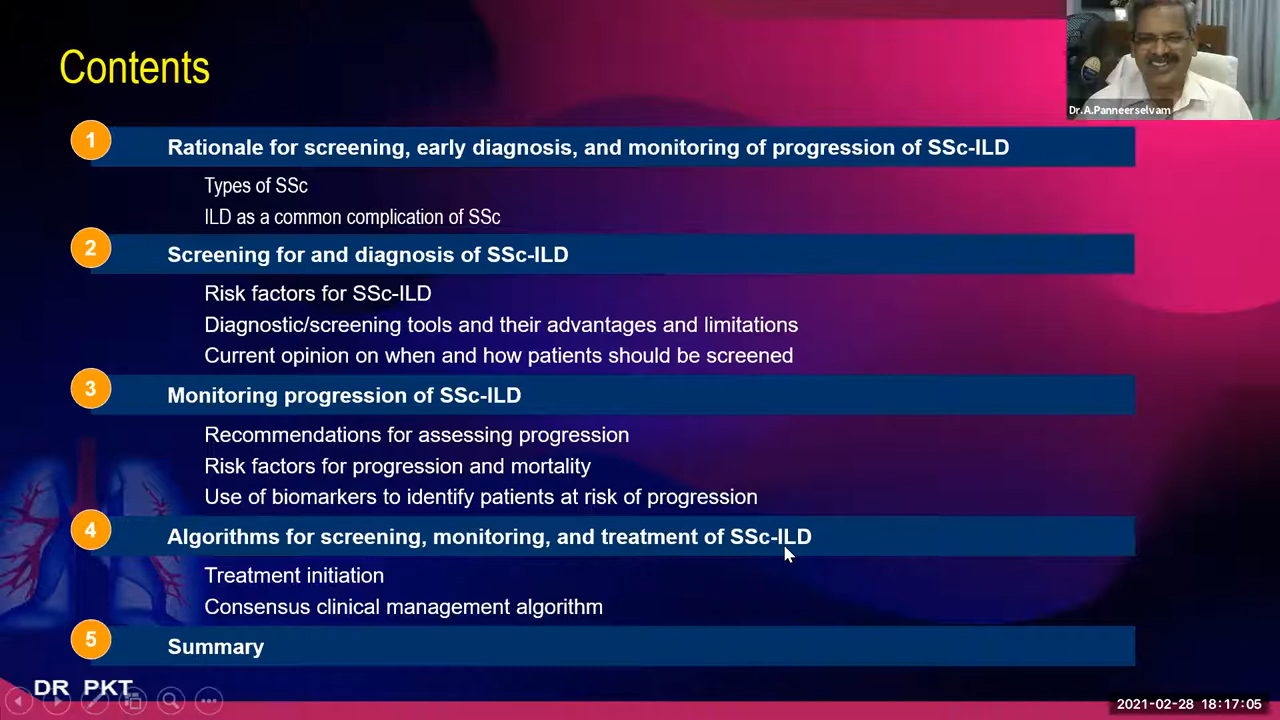 Contents
Dr.A.Panneerselvam
1
Rationale for screening, early diagnosis, and monitoring of progression of SSc-ILD
Types of SSc
ILD as a common complication of SSc
2
Screening for and diagnosis of SSc-ILD
Risk factors for SSc-ILD
Diagnostic/screening tools and their advantages and limitations
Current opinion on when and how patients should be screened
3
Monitoring progression of SSc-ILD
Recommendations for assessing progression
Risk factors for progression and mortality
Use of biomarkers to identify patients at risk of progression
4
Algorithms for screening, monitoring, and treatment of SSc-ILD
Treatment initiation
Consensus clinical management algorithm
5
Summary
DR PKT
2021-02-28 18:17:05